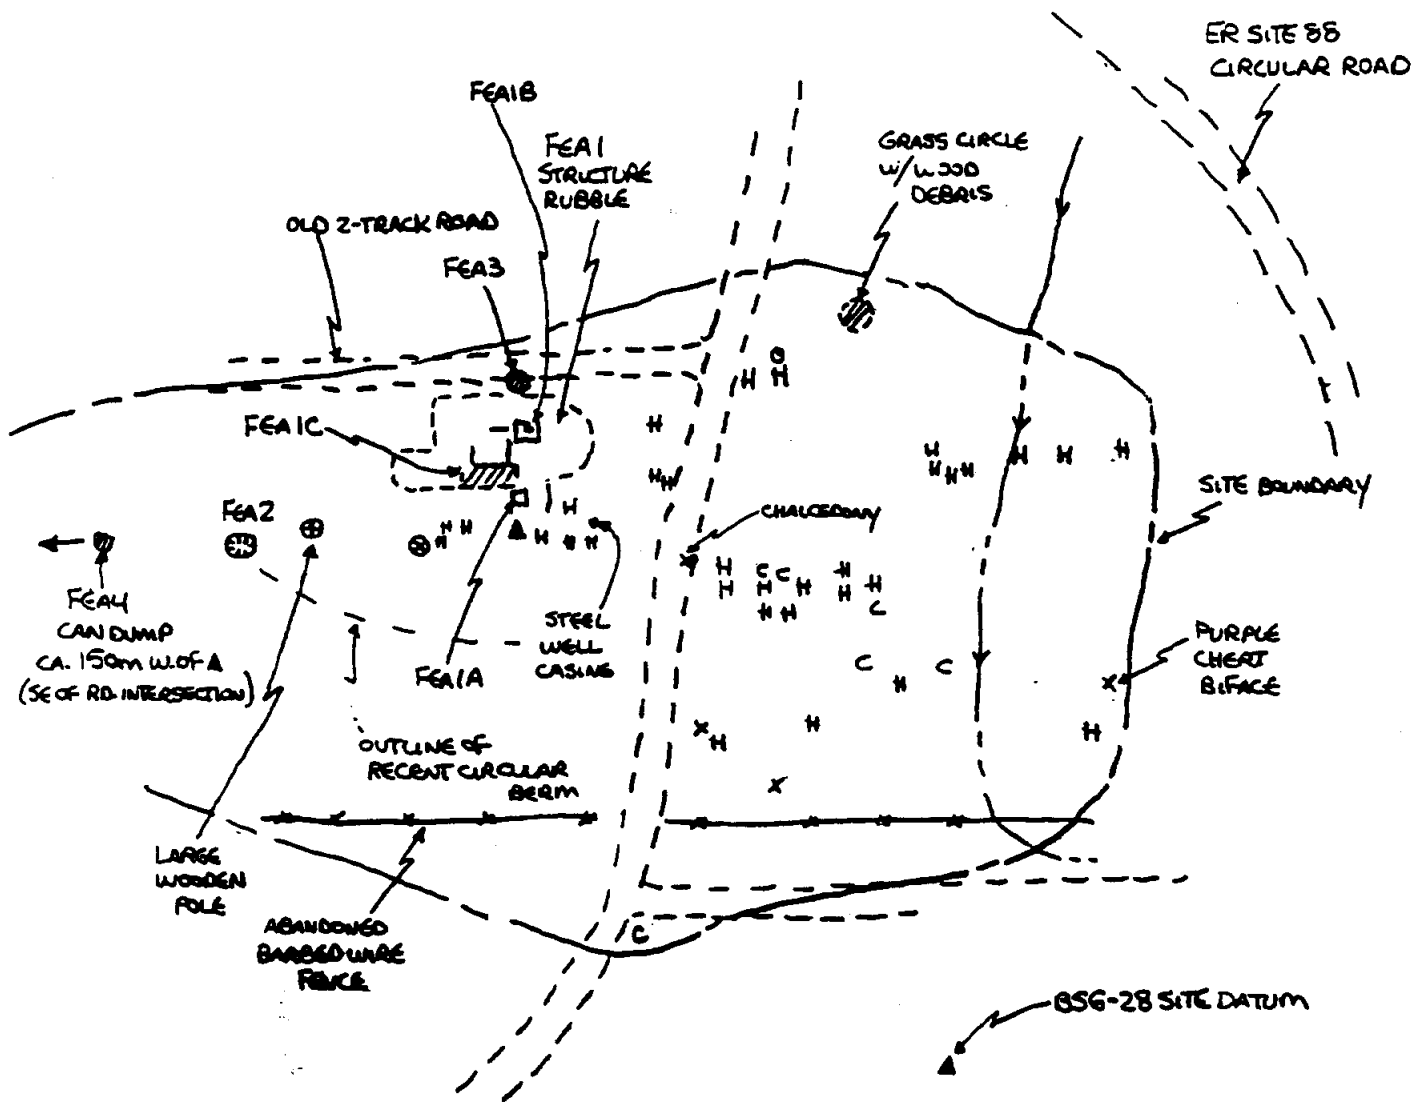 ER SITE 88
CIRCULAR ROAD
FEA1B
FEA1
STRUCTURE
RUBBLE
GRASS CIRCLE
W/WOOD
DEBRIS
OLD 2-TRACK ROAD
FEA3
O
H H
H
FEA1C
H H H H H H H
H H
SITE BOUNDARY
CHALCEDONY
FEA2
H
H H
H H H
X
H C C H
H H H H H
H H C
FEA4
CAN DUMP
CA. 150m W. OF ▲
(SE OF RD. INTERSECTION)
STEEL
WELL
CASING
FEA1A
PURPLE
CHERT
BIFACE
C C
H
X
X H
H
H
X
OUTLINE OF
RECENT CIRCULAR
BERM
LARGE
WOODEN
POLE
ABANDONED
BARBED WIRE
FENCE
C
BSG-28 SITE DATUM